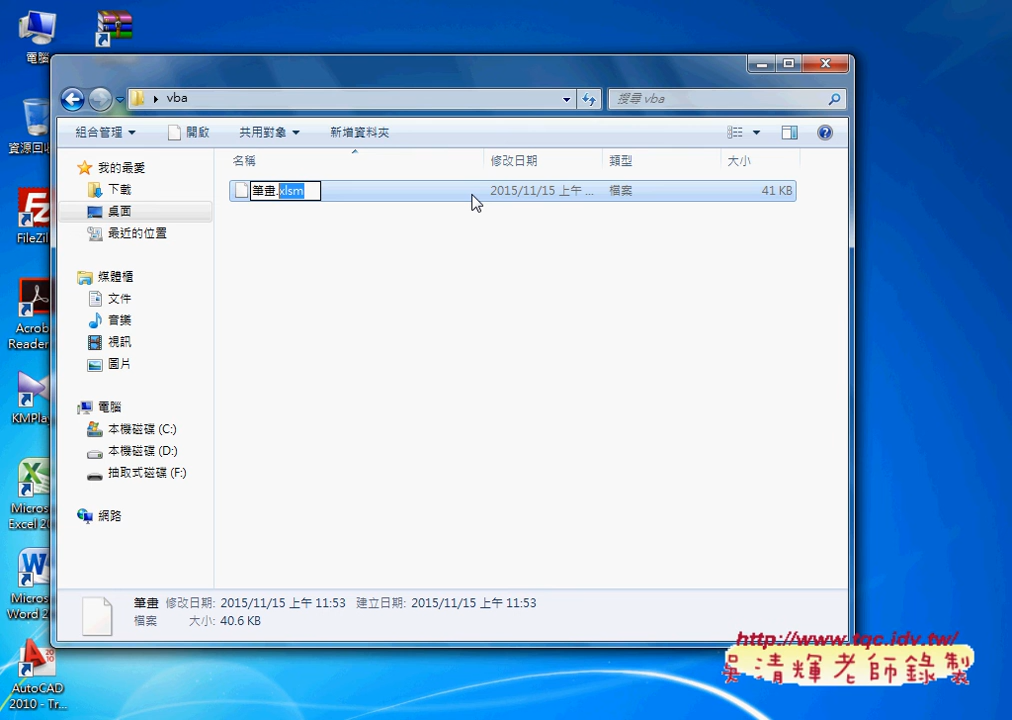 電腦
vba
搜尋 vba
組合管理
開啟
共用對象
新增資料夾
我的最愛
下載
桌面
最近的位置
媒體櫃
文件
音樂
視訊
圖片
電腦
本機磁碟 (C:)
本機磁碟 (D:)
抽取式磁碟 (F:)
網路
名稱
修改日期
類型
大小
筆畫.xlsm
2015/11/15 上午 ...
檔案
41 KB
筆畫 修改日期: 2015/11/15 上午 11:53 建立日期: 2015/11/15 上午 11:53
檔案 大小: 40.6 KB
資源回收
FileZil
Acrob
Reader
KMPla
Micros
Excel 20
Micros
Word 2
AutoCAD
2010 - Tr...
http://www.tqc.idv.tw/
吳清輝老師錄製